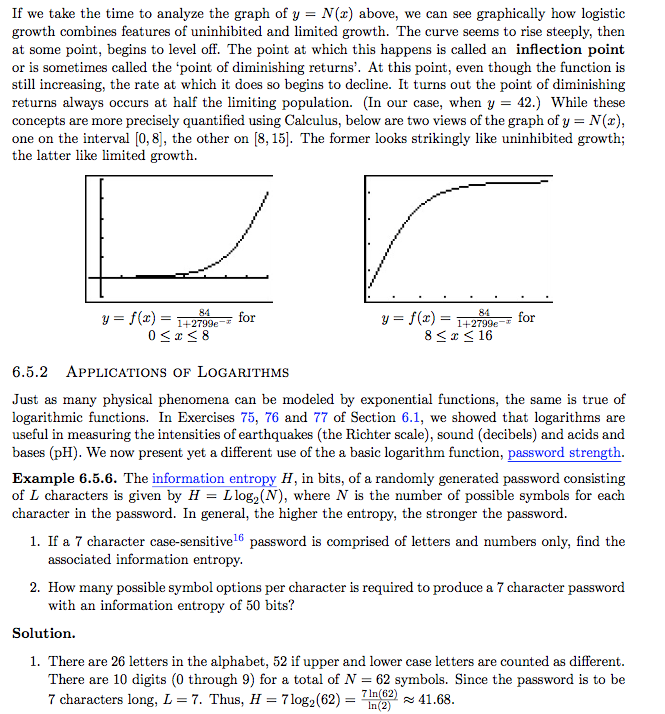 If we take the time to analyze the graph of y = N(x) above, we can see graphically how logistic
growth combines features of uninhibited and limited growth. The curve seems to rise steeply, then
at some point, begins to level off. The point at which this happens is called an inflection point
or is sometimes called the ‘point of diminishing returns’. At this point, even though the function is
still increasing, the rate at which it does so begins to decline. It turns out the point of diminishing
returns always occurs at half the limiting population. (In our case, when y = 42.) While these
concepts are more precisely quantified using Calculus, below are two views of the graph of y = N(x),
one on the interval [0, 8], the other on [8, 15]. The former looks strikingly like uninhibited growth;
the latter like limited growth.
y = f(x) = 84/(1+2799e^{-x}) for
0 ≤ x ≤ 8
y = f(x) = 84/(1+2799e^{-x}) for
8 ≤ x ≤ 16
6.5.2 Applications of Logarithms
Just as many physical phenomena can be modeled by exponential functions, the same is true of
logarithmic functions. In Exercises 75, 76 and 77 of Section 6.1, we showed that logarithms are
useful in measuring the intensities of earthquakes (the Richter scale), sound (decibels) and acids and
bases (pH). We now present yet a different use of the a basic logarithm function, password strength.
Example 6.5.6. The information entropy H, in bits, of a randomly generated password consisting
of L characters is given by H = L log₂(N), where N is the number of possible symbols for each
character in the password. In general, the higher the entropy, the stronger the password.
1. If a 7 character case-sensitive¹⁶ password is comprised of letters and numbers only, find the
associated information entropy.
2. How many possible symbol options per character is required to produce a 7 character password
with an information entropy of 50 bits?
Solution.
1. There are 26 letters in the alphabet, 52 if upper and lower case letters are counted as different.
There are 10 digits (0 through 9) for a total of N = 62 symbols. Since the password is to be
7 characters long, L = 7. Thus, H = 7 log₂(62) = 7 ln(62)/ln(2) ≈ 41.68.